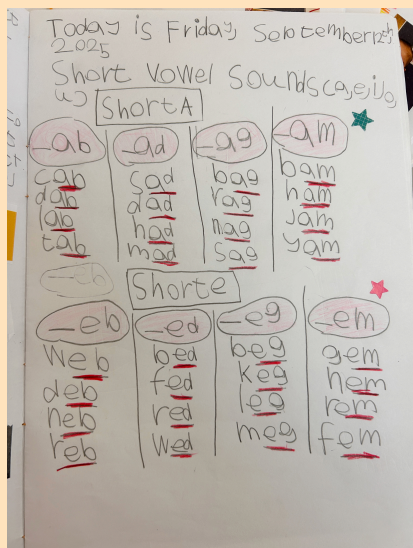 Today is Friday, September 12th,
2025
Short Vowel Sounds (a,e,i,o,
u)
Short A
_ab _ad _ag _am
cab sad bag bam
dab dad rag ham
lab had nag jam
tab mad sag yam
Short e
_eb _ed _eg _em
Web bed beg gem
deb fed keg hem
neb red leg rem
reb Wed meg fem